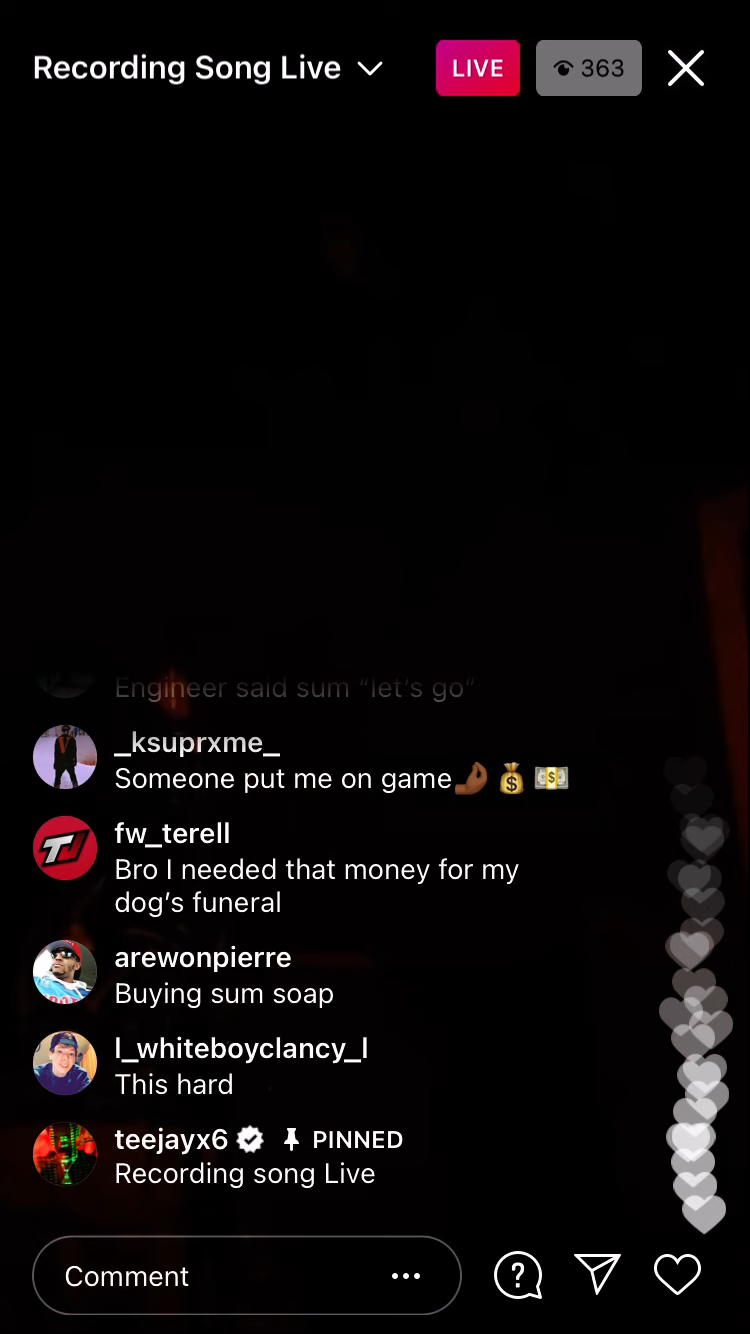 Recording Song Live
LIVE
363
Engineer said sum “let’s go”
_ksuprxme_
Someone put me on game🤌🏾 💰 💵
fw_terell
Bro I needed that money for my
dog’s funeral
arewonpierre
Buying sum soap
l_whiteboyclancy_l
This hard
teejayx6 PINNED
Recording song Live
Comment